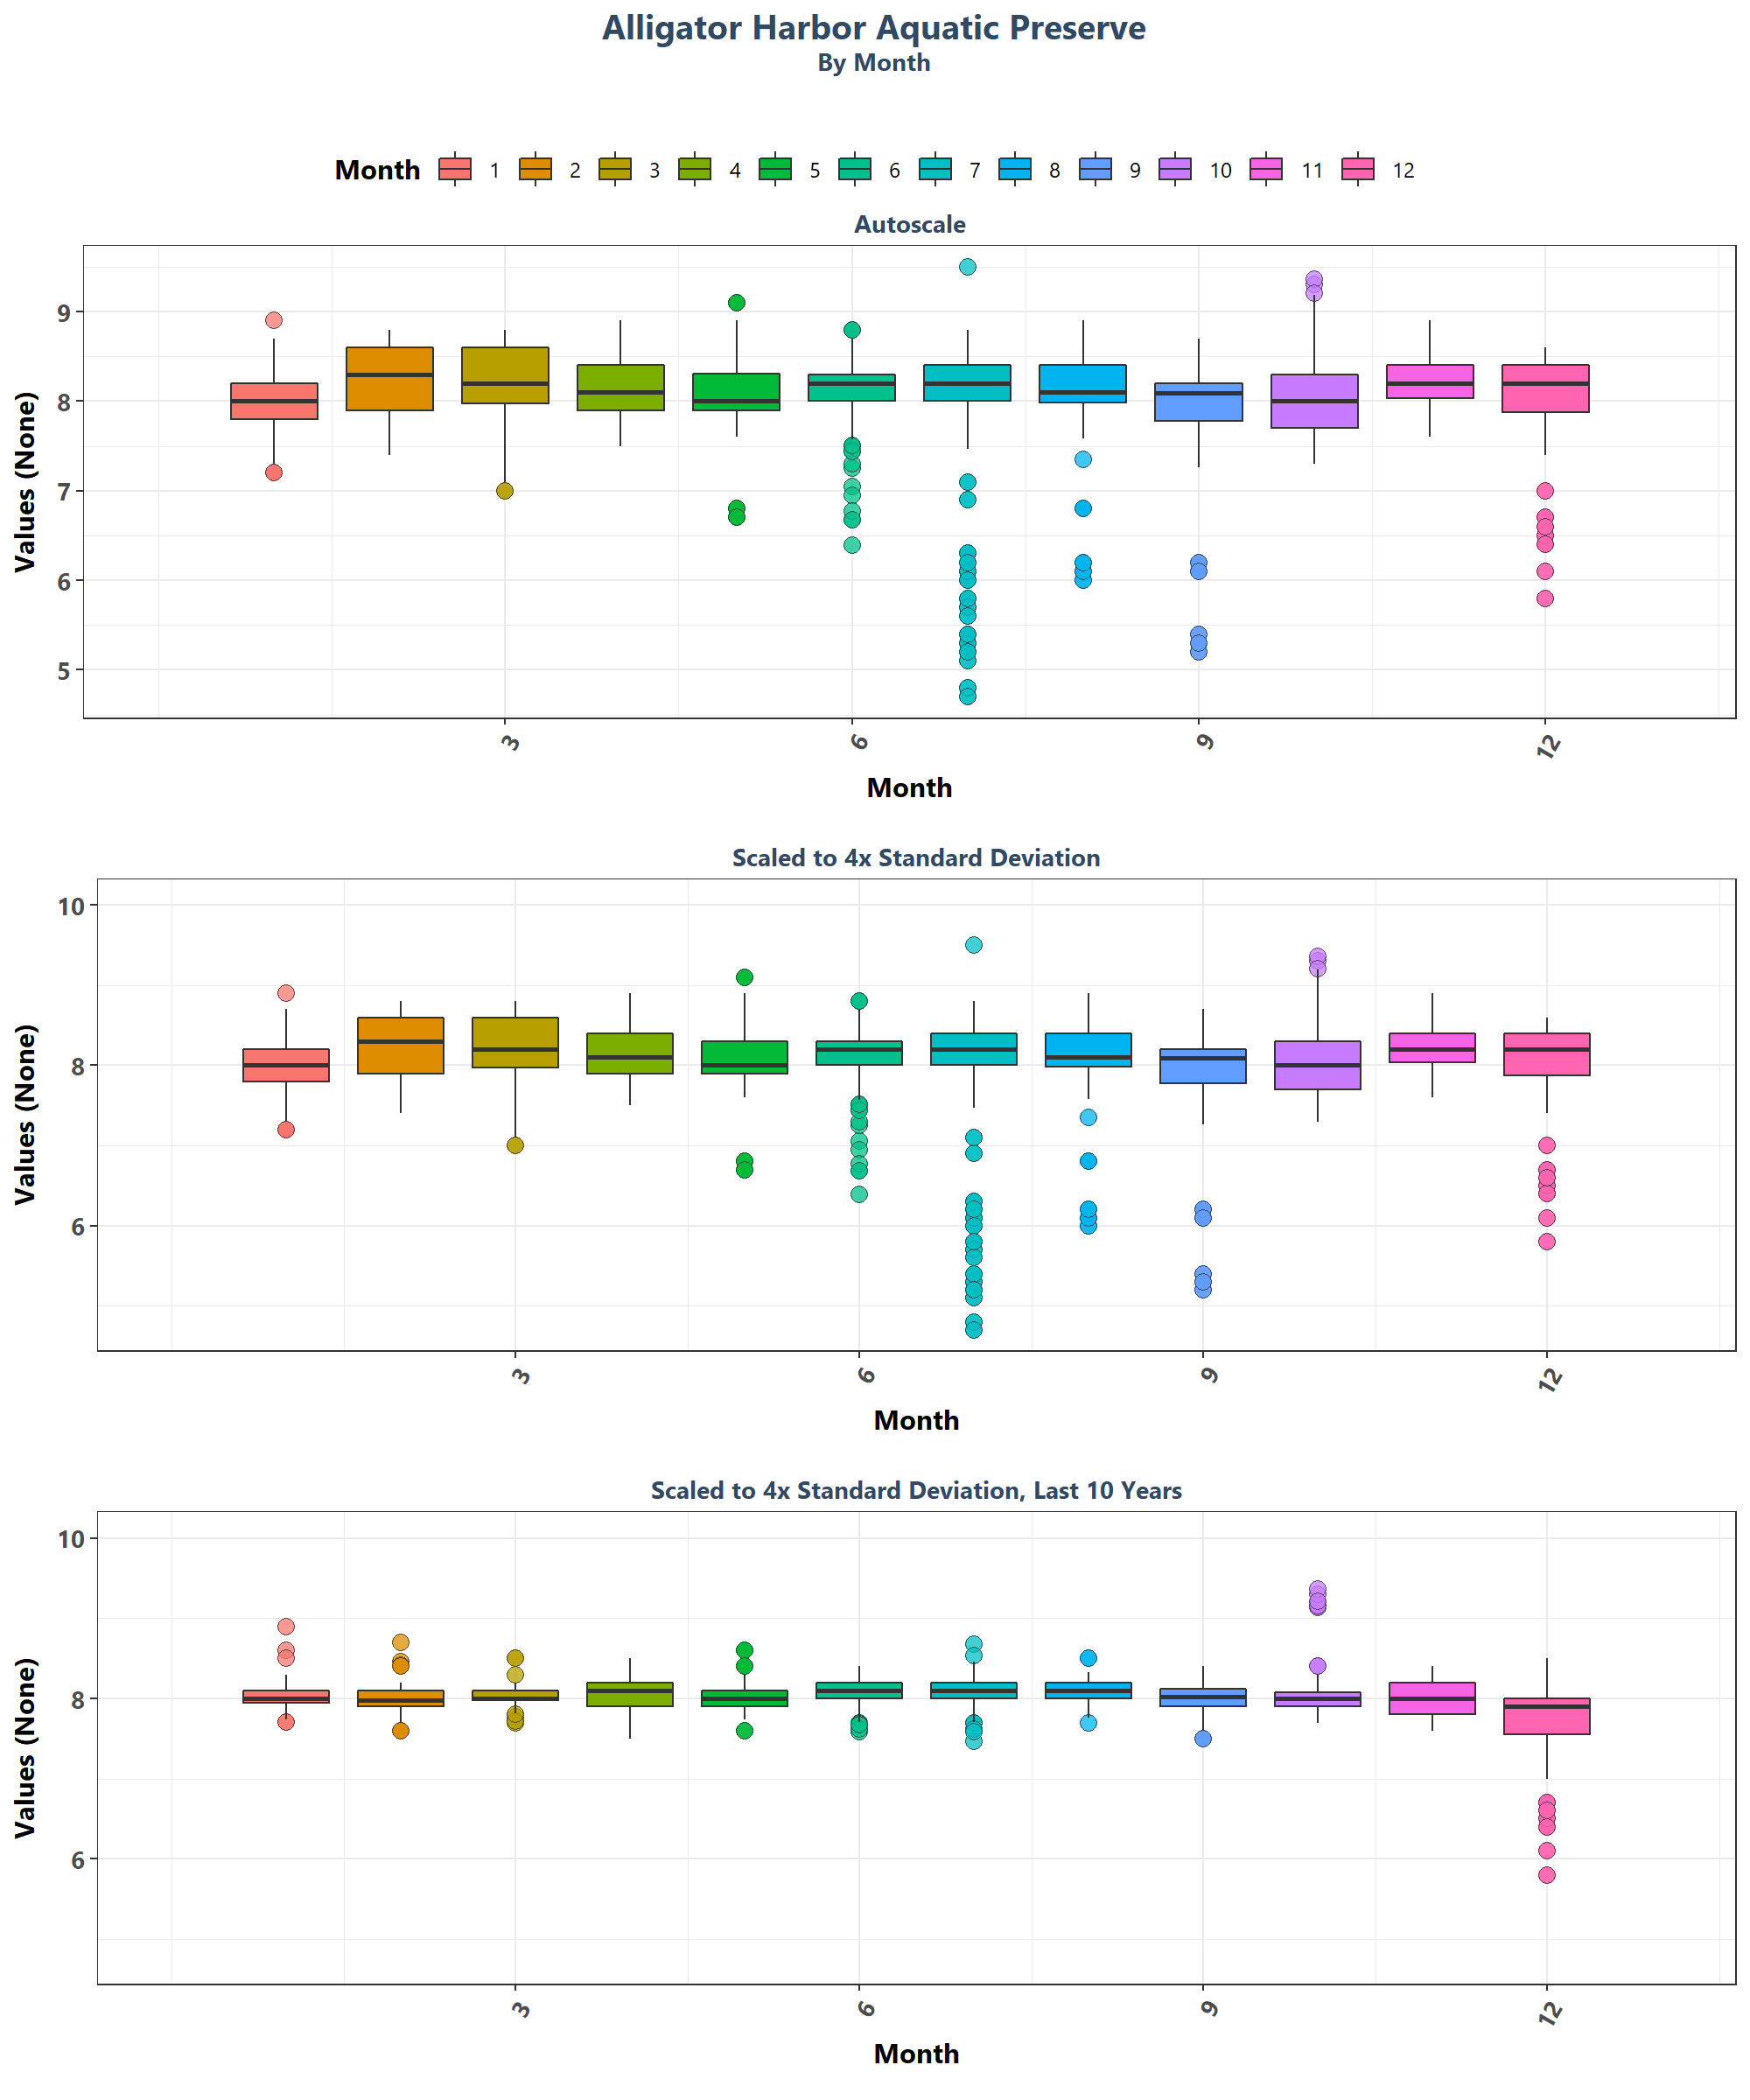 Alligator Harbor Aquatic Preserve
By Month
Month 1 2 3 4 5 6 7 8 9 10 11 12
Autoscale
Values (None)
9
8
7
6
5
3 6 9 12
Month
Scaled to 4x Standard Deviation
Values (None)
10
8
6
3 6 9 12
Month
Scaled to 4x Standard Deviation, Last 10 Years
Values (None)
10
8
6
3 6 9 12
Month